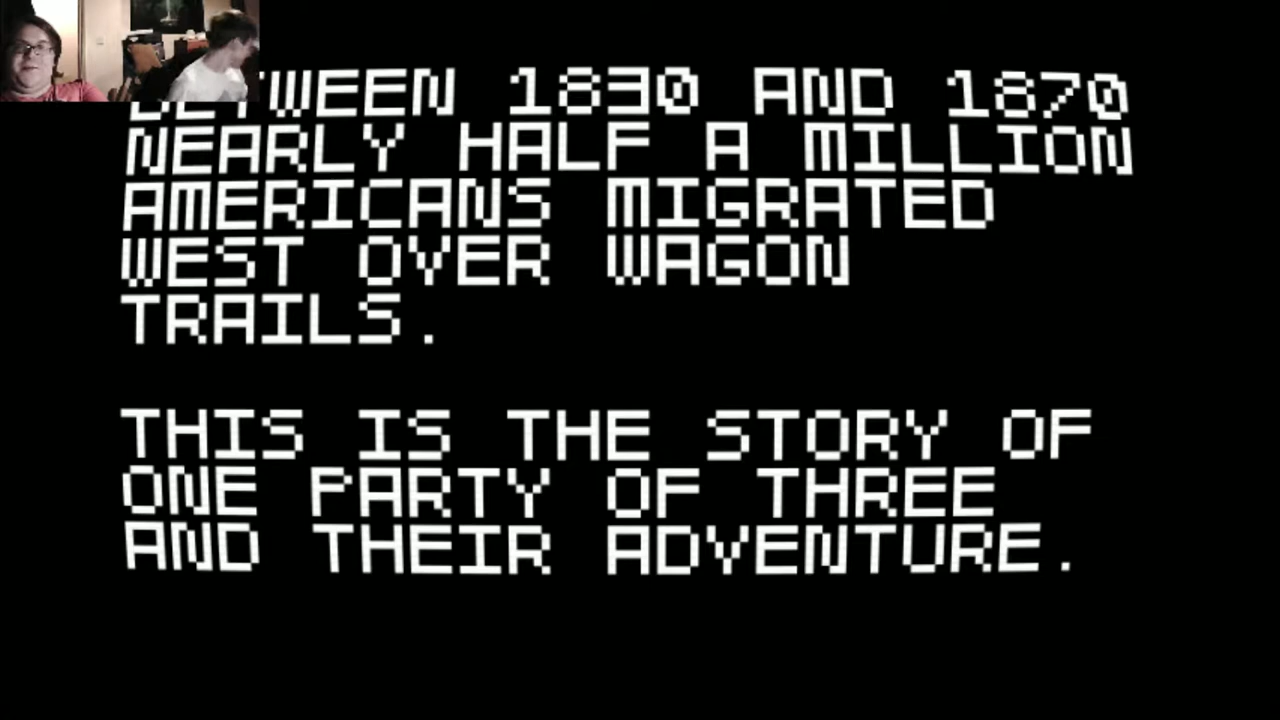 BETWEEN 1830 AND 1870
NEARLY HALF A MILLION
AMERICANS MIGRATED
WEST OVER WAGON
TRAILS.
THIS IS THE STORY OF
ONE PARTY OF THREE
AND THEIR ADVENTURE.